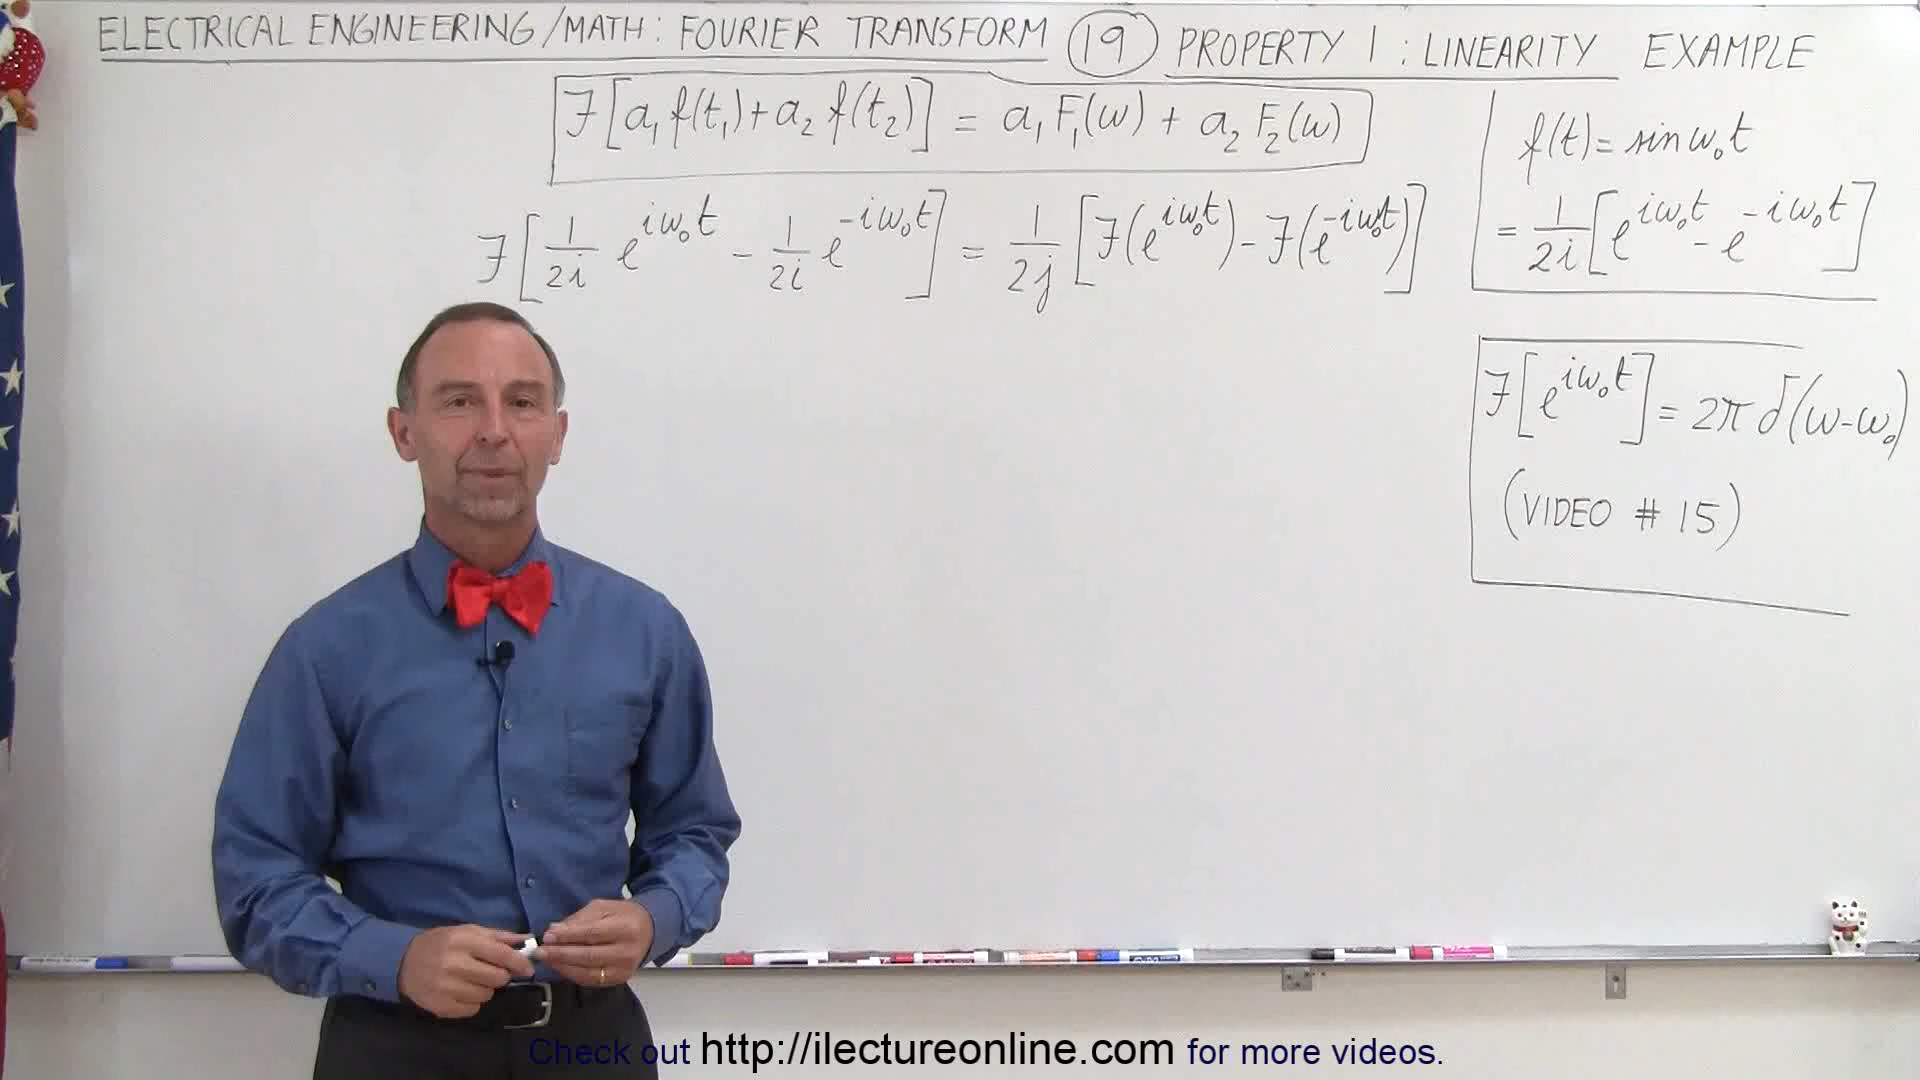 ELECTRICAL ENGINEERING/MATH: FOURIER TRANSFORM 19 PROPERTY 1: LINEARITY EXAMPLE
ℱ[a₁f(t₁)+a₂f(t₂)] = a₁F₁(ω) + a₂F₂(ω)
ℱ[1/2i e^{iω₀t} - 1/2i e^{-iω₀t}] = 1/2j [ℱ(e^{iω₀t}) - ℱ(e^{-iω₀t})]
f(t) = sin ω₀t
= 1/2i [e^{iω₀t} - e^{-iω₀t}]
ℱ[e^{iω₀t}] = 2π δ(ω-ω₀)
(VIDEO # 15)
Check out http://ilectureonline.com for more videos.